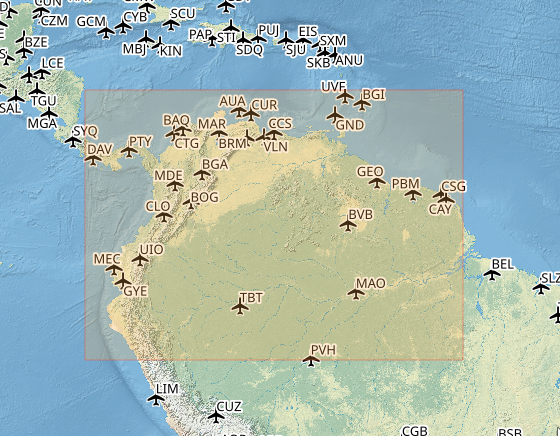 CUN
GCM
CYB
SCU
CZM
PAP
STI
PUJ
EIS
SXM
MBJ
KIN
SDQ
SJU
SKB
ANU
BZE
LCE
TGU
SAL
MGA
UVF
BGI
AUA
CUR
GND
SYQ
BAQ
MAR
CCS
PTY
CTG
BRM
VLN
DAV
BGA
MDE
GEO
PBM
CSG
BOG
CLO
CAY
BVB
UIO
MEC
BEL
GYE
MAO
SLZ
TBT
PVH
LIM
CUZ
CGB
BSB